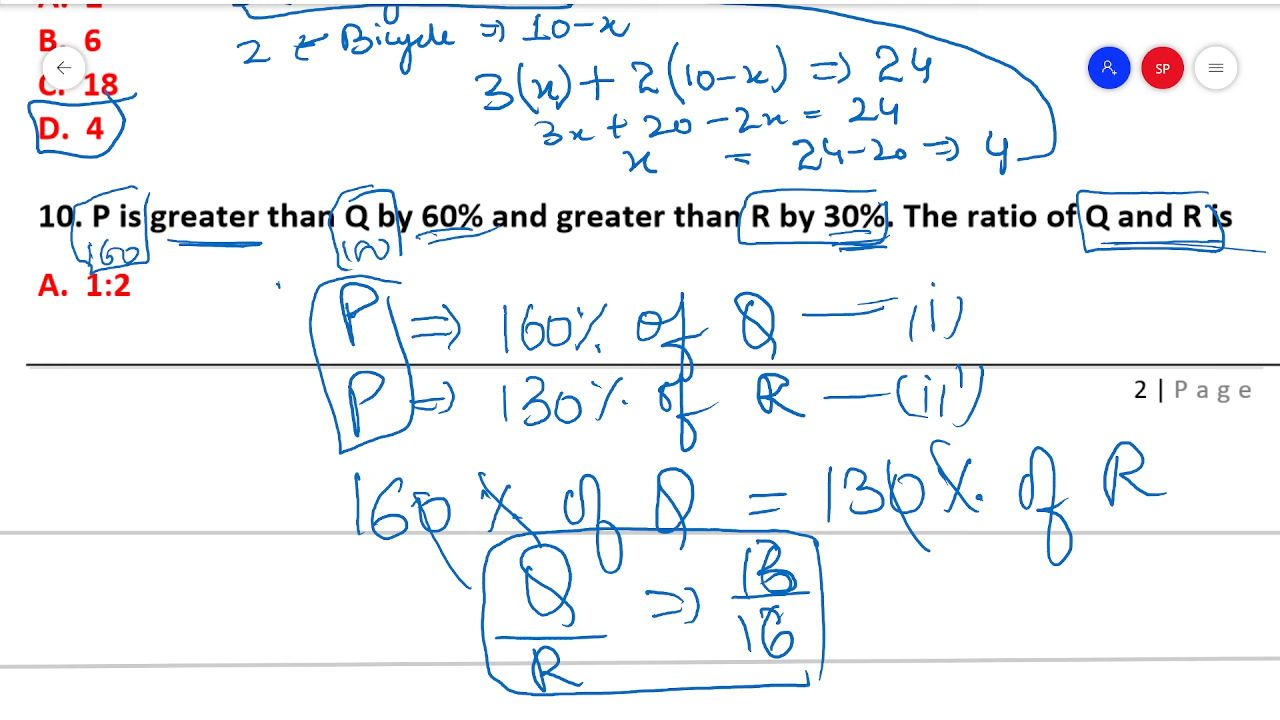 B. 6
2 ← Bicycle ⇒ 10-x
C. 18
3(x) + 2(10-x) ⇒ 24
D. 4
3x + 20 - 2x = 24
x = 24-20 ⇒ 4
SP
10. P is greater than Q by 60% and greater than R by 30%. The ratio of Q and R is
160
100
A. 1:2
P ⇒ 160% of Q — (i)
P ⇒ 130% of R — (ii)
2 | Page
160 % of Q = 130 % of R
Q/R ⇒ 13/16